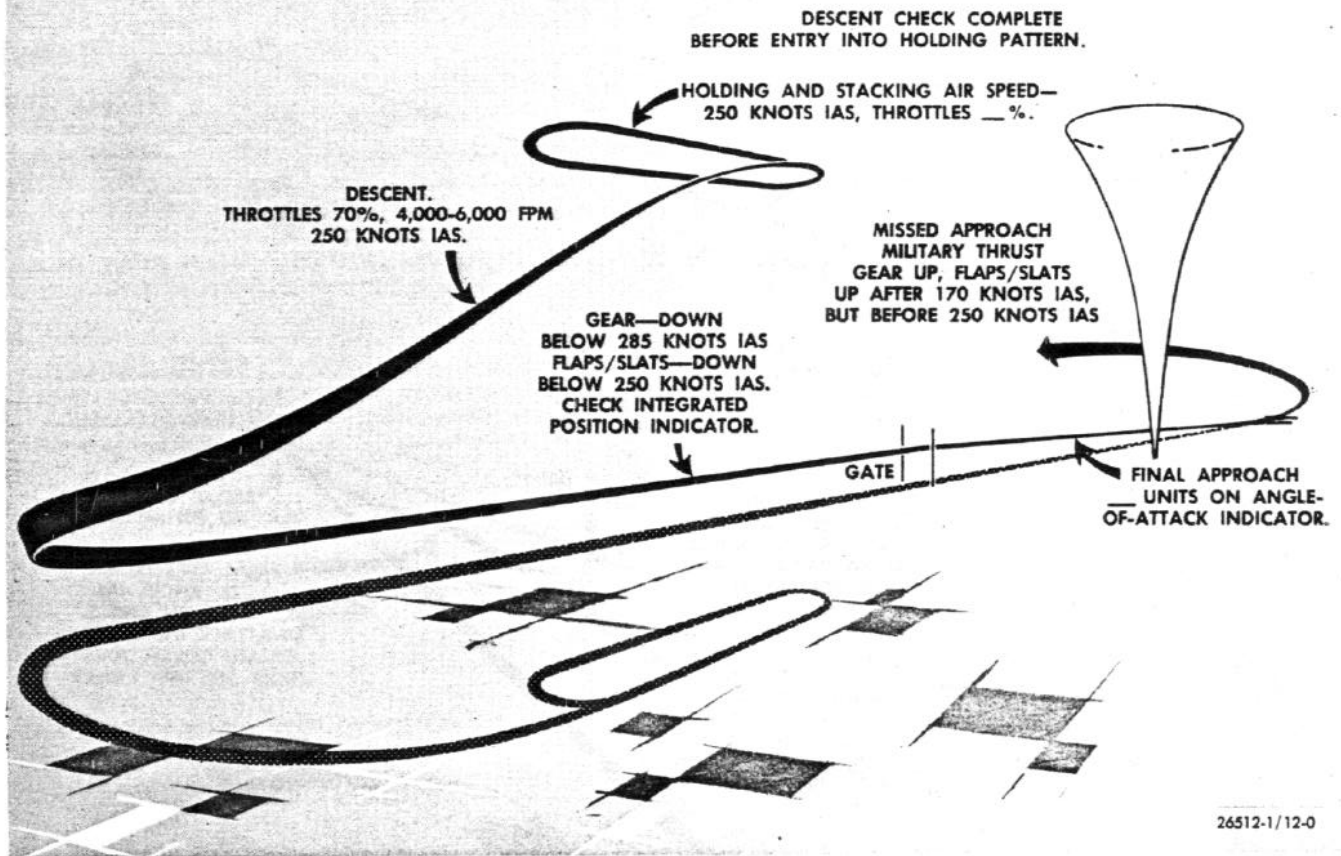 DESCENT CHECK COMPLETE
BEFORE ENTRY INTO HOLDING PATTERN.
HOLDING AND STACKING AIR SPEED—
250 KNOTS IAS, THROTTLES __ %.
DESCENT.
THROTTLES 70%, 4,000-6,000 FPM
250 KNOTS IAS.
MISSED APPROACH
MILITARY THRUST
GEAR UP, FLAPS/SLATS
UP AFTER 170 KNOTS IAS,
BUT BEFORE 250 KNOTS IAS
GEAR—DOWN
BELOW 285 KNOTS IAS
FLAPS/SLATS—DOWN
BELOW 250 KNOTS IAS.
CHECK INTEGRATED
POSITION INDICATOR.
GATE
FINAL APPROACH
__ UNITS ON ANGLE-
OF-ATTACK INDICATOR.
26512-1/12-0